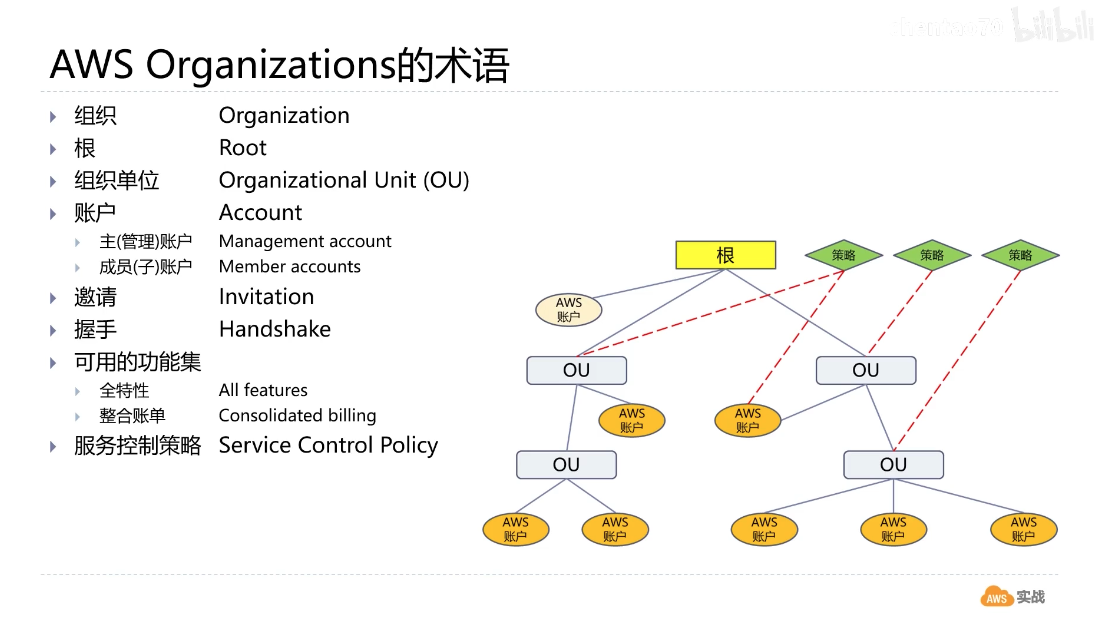 bilibili
AWS Organizations的术语
组织 Organization
根 Root
组织单位 Organizational Unit (OU)
账户 Account
主(管理)账户 Management account
成员(子)账户 Member accounts
邀请 Invitation
握手 Handshake
可用的功能集
全特性 All features
整合账单 Consolidated billing
服务控制策略 Service Control Policy
根
策略
策略
策略
AWS
账户
OU
OU
AWS
账户
AWS
账户
OU
OU
AWS
账户
AWS
账户
AWS
账户
AWS
账户
AWS
账户
AWS 实战